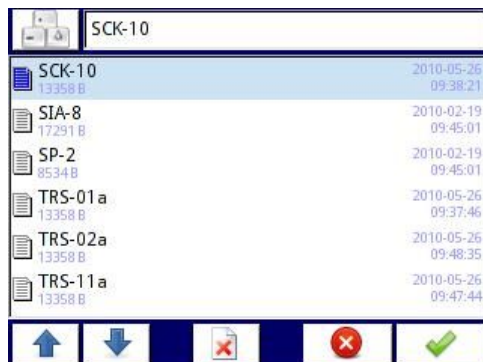 SCK-10
SCK-10 2010-05-26
13358 B 09:38:21
SIA-8 2010-02-19
17291 B 09:45:01
SP-2 2010-02-19
8534 B 09:45:01
TRS-01a 2010-05-26
13358 B 09:37:46
TRS-02a 2010-05-26
13358 B 09:48:35
TRS-11a 2010-05-26
13358 B 09:47:44